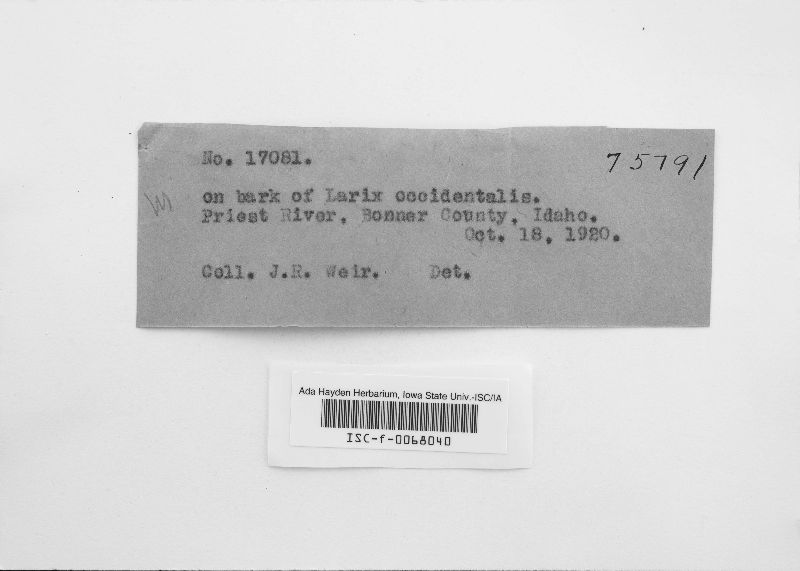 No. 17081.
75791
on bark of Larix occidentalis.
Priest River, Bonner County, Idaho.
Oct. 18, 1920.
Coll. J.R. Weir. Det.
Ada Hayden Herbarium, Iowa State Univ.-ISC/IA
ISC-f-0068040